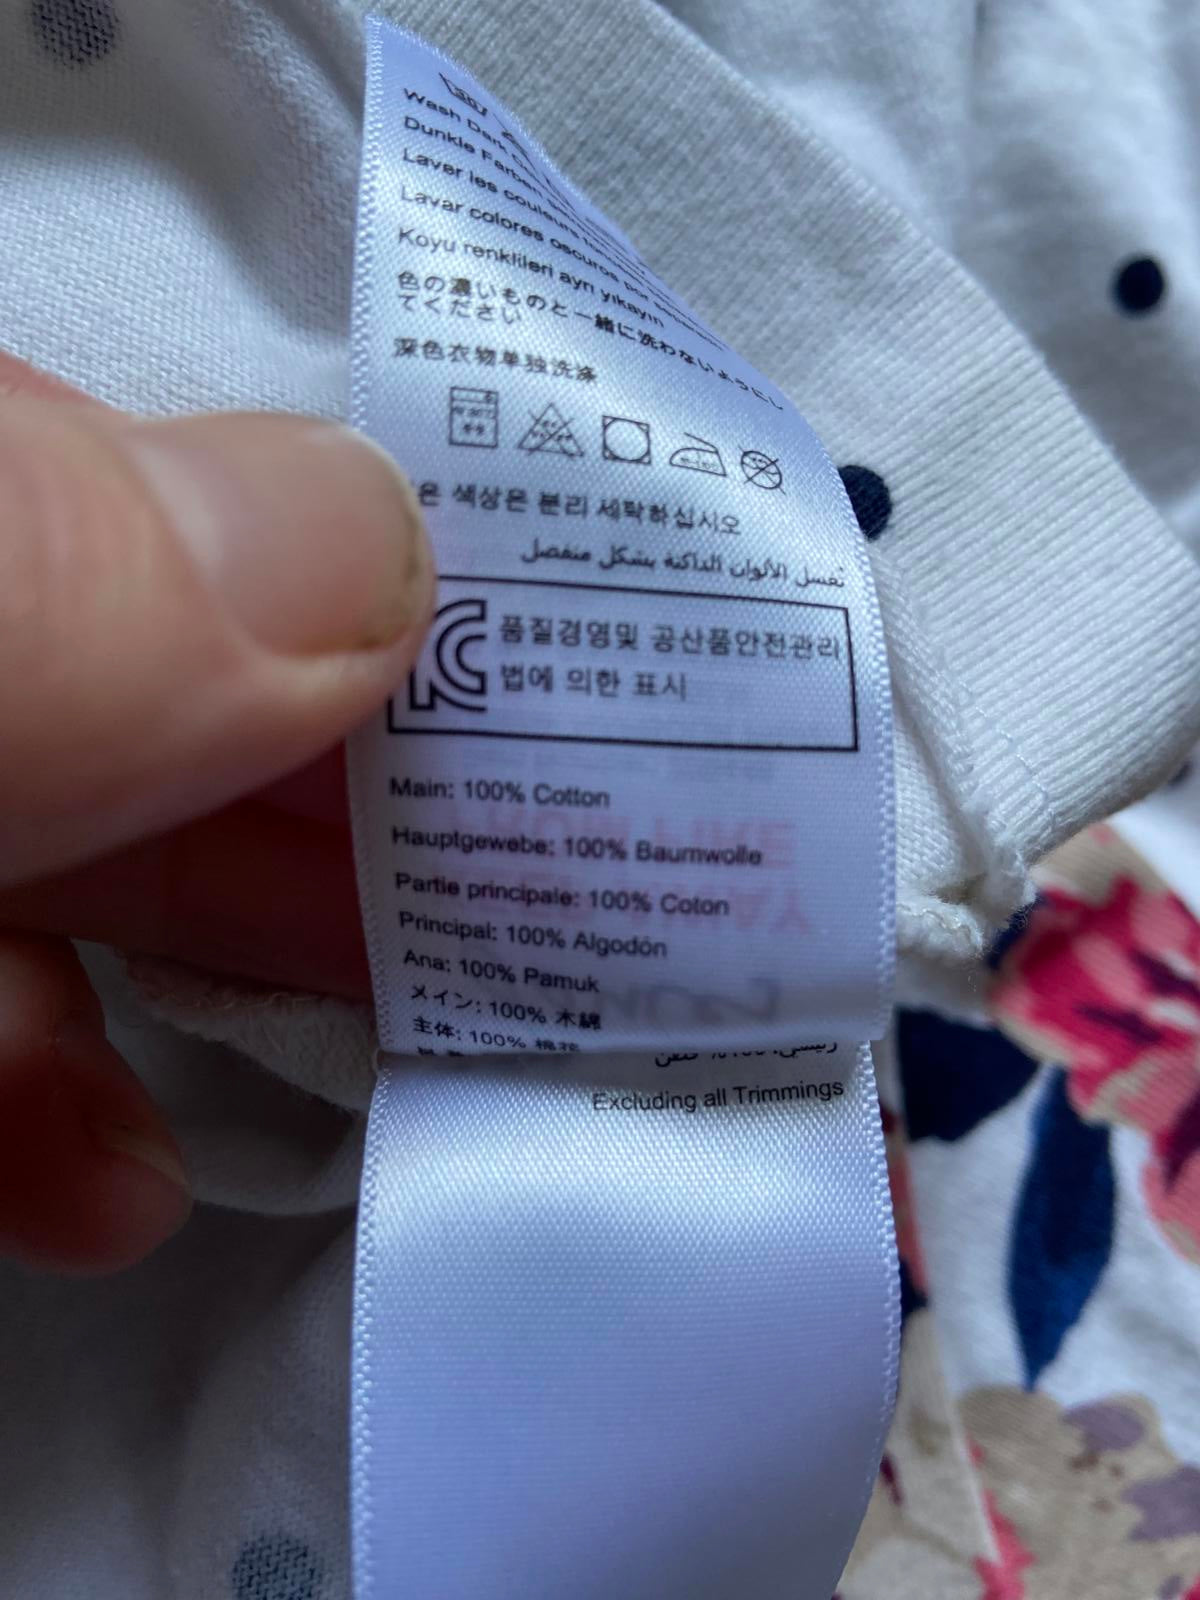 30
Wash Dark
Dunkle Farben
Laver les couleurs
Lavar colores oscuros por
Koyu renklileri ayrı yıkayın
色の濃いものと一緒に洗わないようにし
てください
深色衣物单独洗涤
은 색상은 분리 세탁하십시오
تغسل الألوان الداكنة بشكل منفصل
품질경영및 공산품안전관리
법에 의한 표시
Main: 100% Cotton
Hauptgewebe: 100% Baumwolle
Partie principale: 100% Coton
Principal: 100% Algodón
Ana: 100% Pamuk
メイン: 100% 木綿
主体: 100% 棉花
Excluding all Trimmings